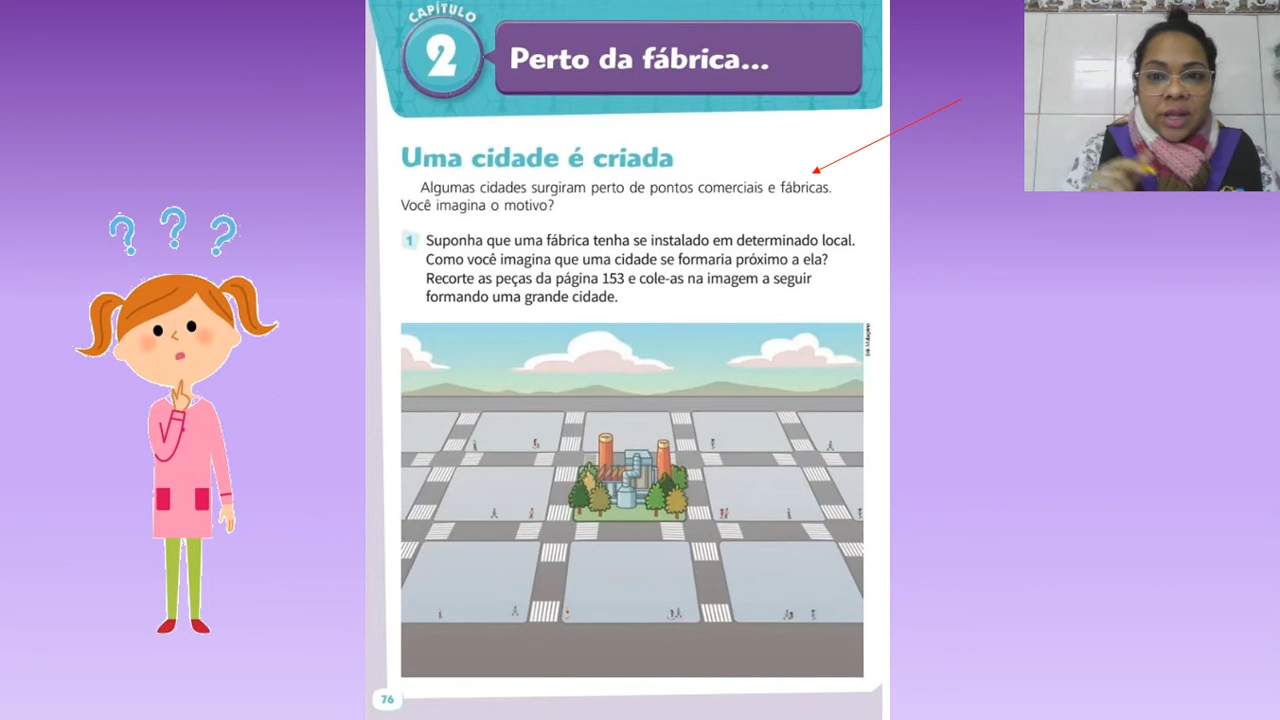 CAPÍTULO
2
Perto da fábrica...
Uma cidade é criada
Algumas cidades surgiram perto de pontos comerciais e fábricas.
Você imagina o motivo?
1 Suponha que uma fábrica tenha se instalado em determinado local.
Como você imagina que uma cidade se formaria próximo a ela?
Recorte as peças da página 153 e cole-as na imagem a seguir
formando uma grande cidade.
76
? ? ?